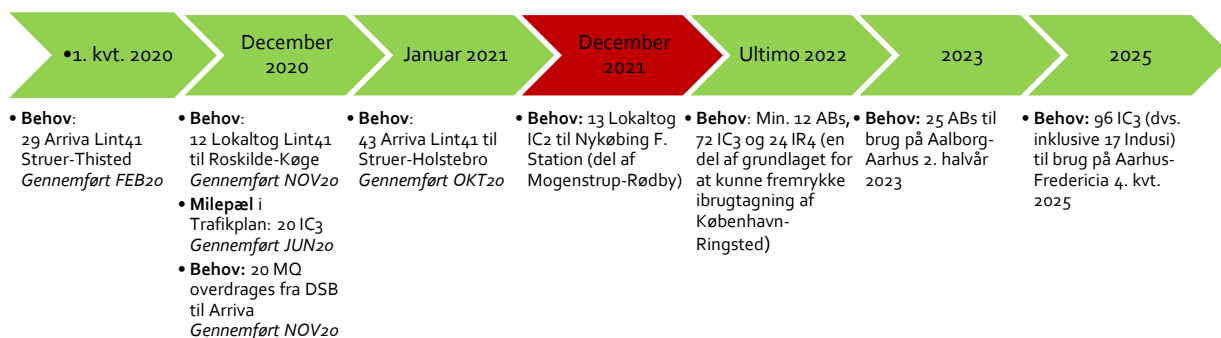 •1. kvt. 2020
December
2020
Januar 2021
December
2021
Ultimo 2022
2023
2025
• Behov:
29 Arriva Lint41
Struer-Thisted
Gennemført FEB20
• Behov:
12 Lokaltog Lint41
til Roskilde-Køge
Gennemført NOV20
• Milepæl i
Trafikplan: 20 IC3
Gennemført JUN20
• Behov: 20 MQ
overdrages fra DSB
til Arriva
Gennemført NOV20
• Behov:
43 Arriva Lint41 til
Struer-Holstebro
Gennemført OKT20
• Behov: 13 Lokaltog
IC2 til Nykøbing F.
Station (del af
Mogenstrup-Rødby)
• Behov: Min. 12 ABs,
72 IC3 og 24 IR4 (en
del af grundlaget for
at kunne fremrykke
ibrugtagning af
København-
Ringsted)
• Behov: 25 ABs til
brug på Aalborg-
Aarhus 2. halvår
2023
• Behov: 96 IC3 (dvs.
inklusive 17 Indusi)
til brug på Aarhus-
Fredericia 4. kvt.
2025